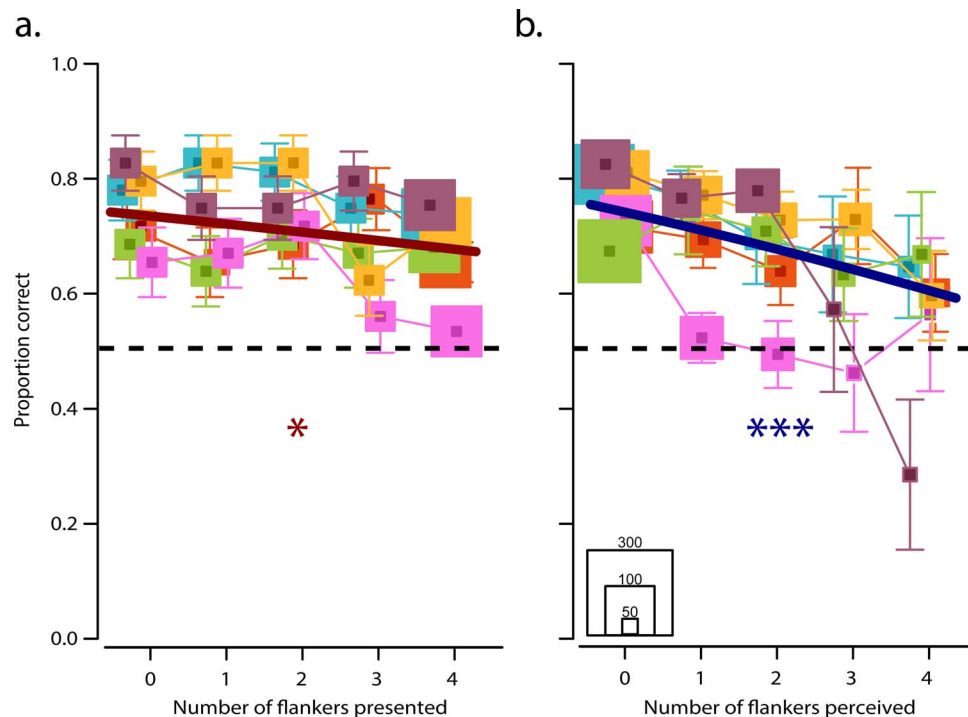 a.
b.
1.0
0.8
0.6
0.4
0.2
0.0
Proportion correct
*
***
300
100
50
0 1 2 3 4
0 1 2 3 4
Number of flankers presented
Number of flankers perceived